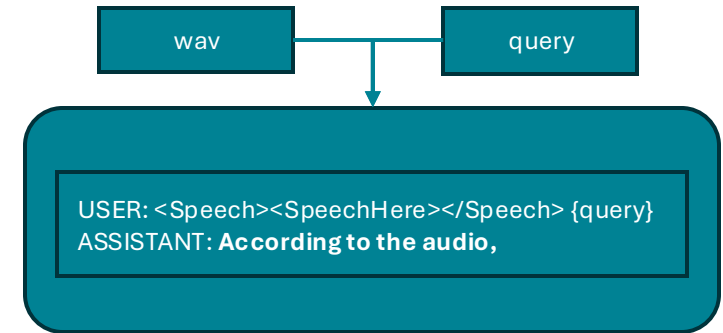 wav
query
USER: <Speech><SpeechHere></Speech> {query}
ASSISTANT: According to the audio,